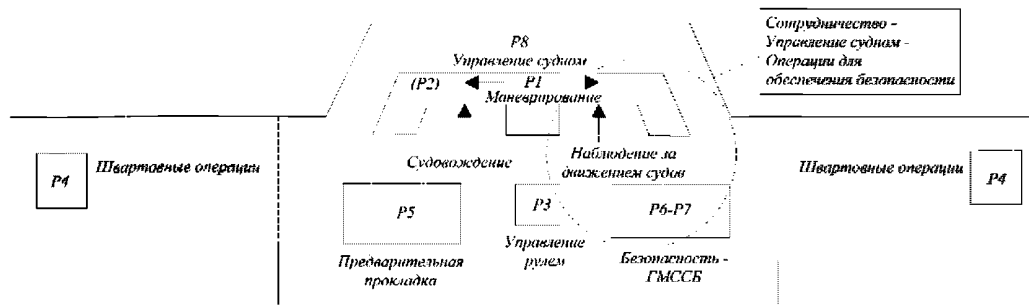 Сотрудничество -
Управление судном -
Операции для
обеспечения безопасности
P8
Управление судном
(P2)
P1
Маневрирование
Швартовные операции
P4
Судовождение
Наблюдение за
движением судов
Швартовные операции
P4
P5
P3
P6-P7
Предварительная
прокладка
Управление
рулем
Безопасность -
ГМССБ